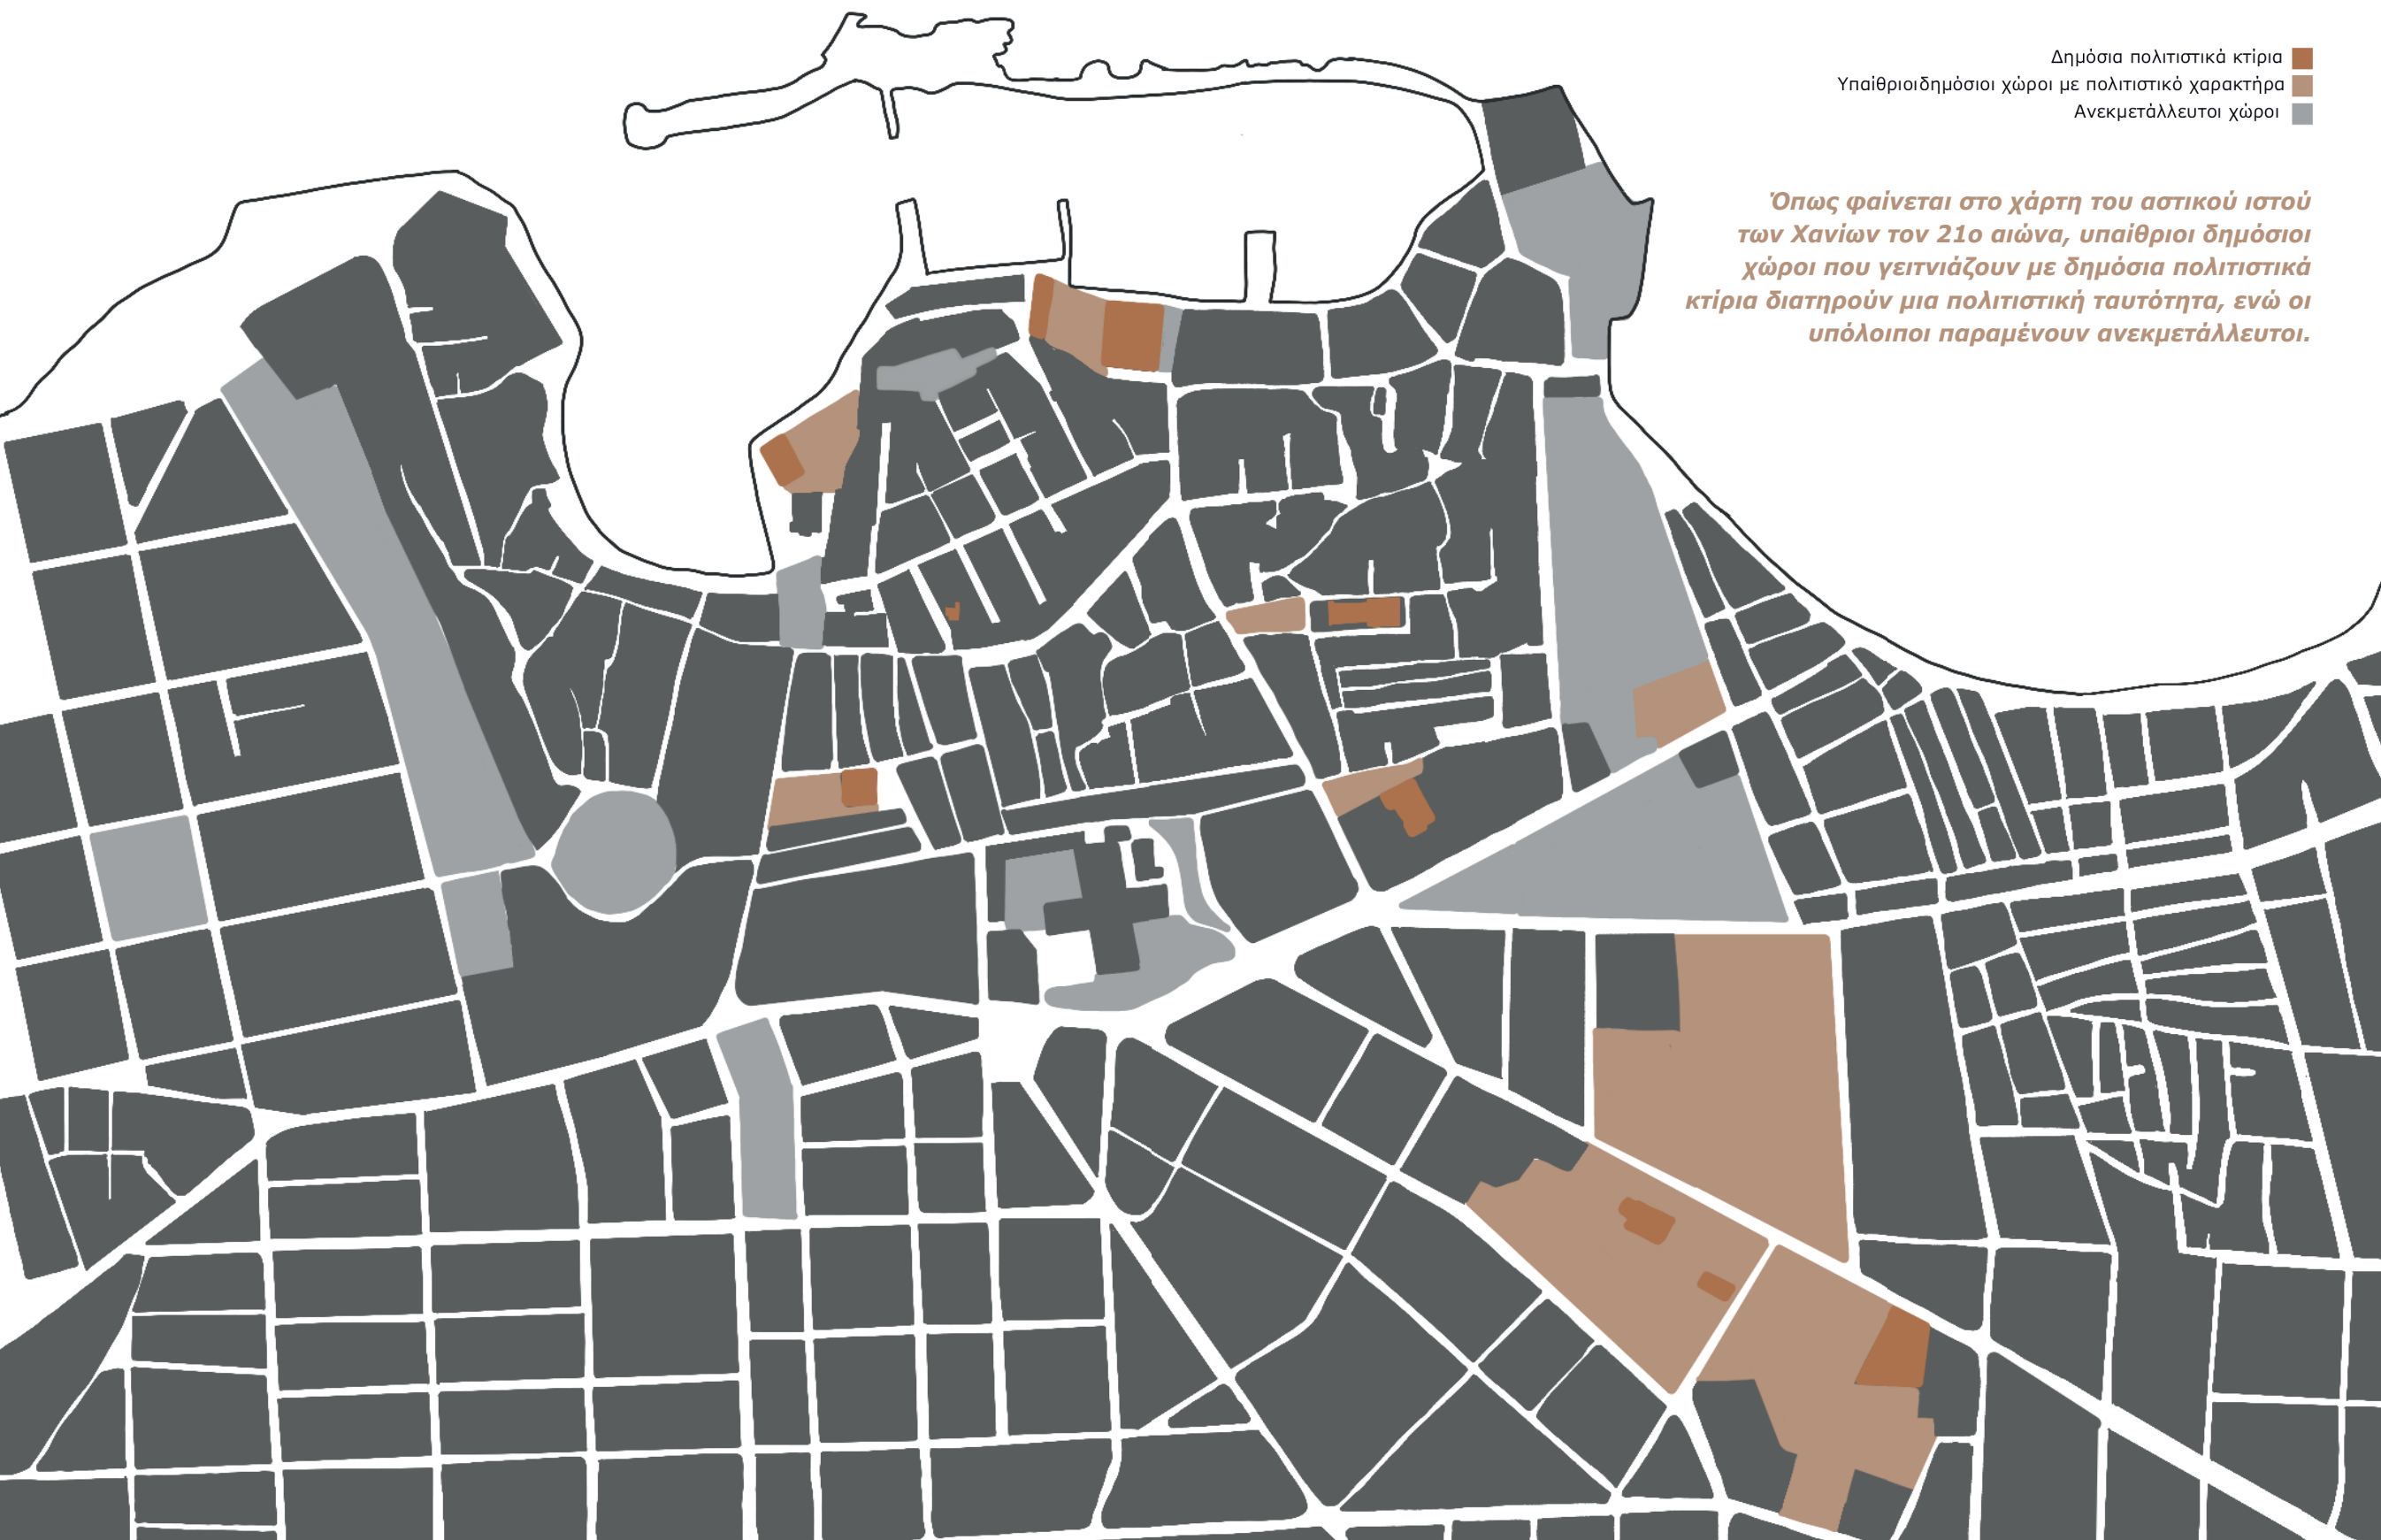 Δημόσια πολιτιστικά κτίρια
Υπαίθριοιδημόσιοι χώροι με πολιτιστικό χαρακτήρα
Ανεκμετάλλευτοι χώροι
Όπως φαίνεται στο χάρτη του αστικού ιστού
των Χανίων τον 21ο αιώνα, υπαίθριοι δημόσιοι
χώροι που γειτνιάζουν με δημόσια πολιτιστικά
κτίρια διατηρούν μια πολιτιστική ταυτότητα, ενώ οι
υπόλοιποι παραμένουν ανεκμετάλλευτοι.